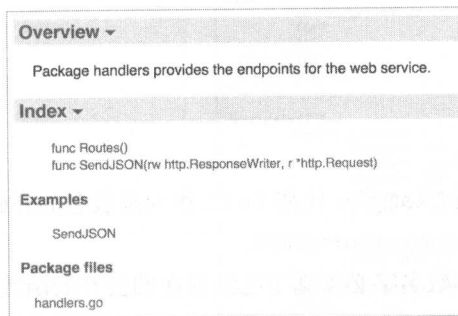 Overview
Package handlers provides the endpoints for the web service.
Index
func Routes()
func SendJSON(rw http.ResponseWriter, r *http.Request)
Examples
SendJSON
Package files
handlers.go